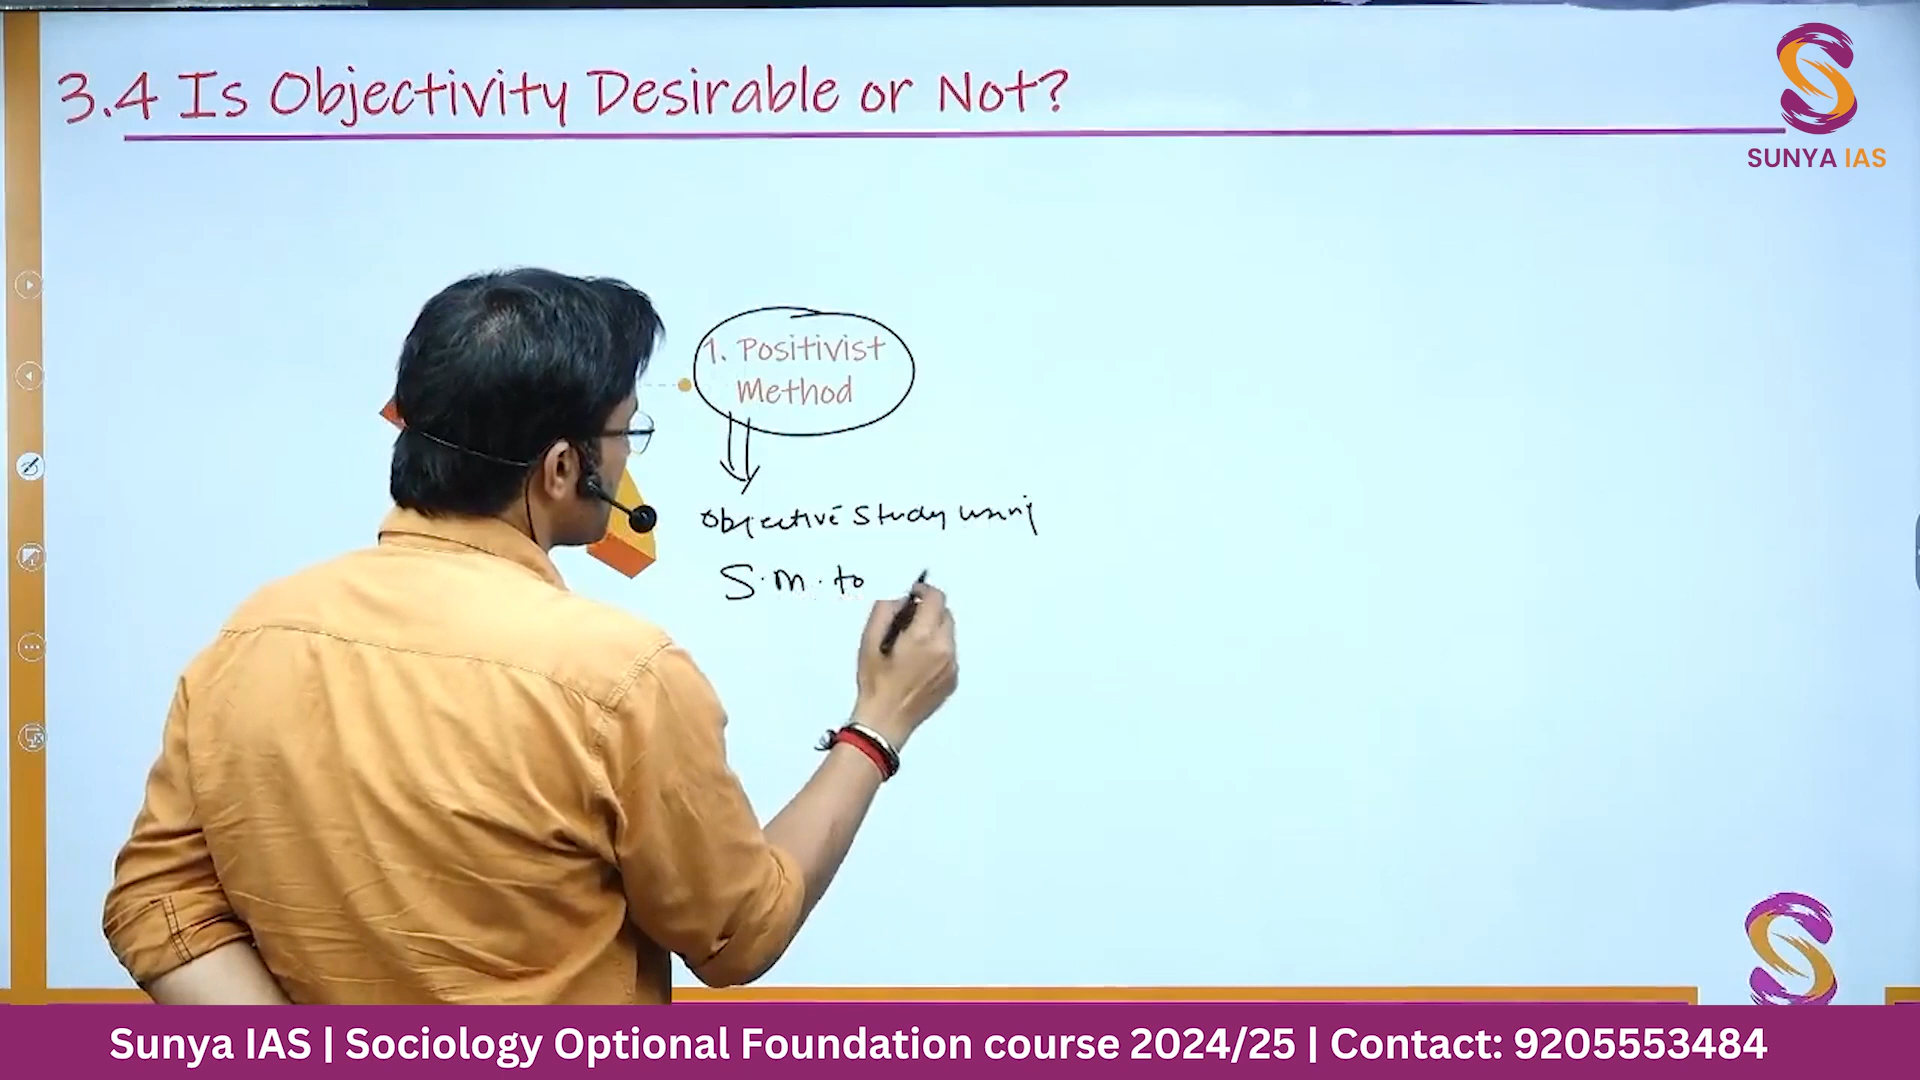 3.4 Is Objectivity Desirable or Not?
SUNYA IAS
1. Positivist
Method
Objective Study using
S.M. to
Sunya IAS | Sociology Optional Foundation course 2024/25 | Contact: 9205553484